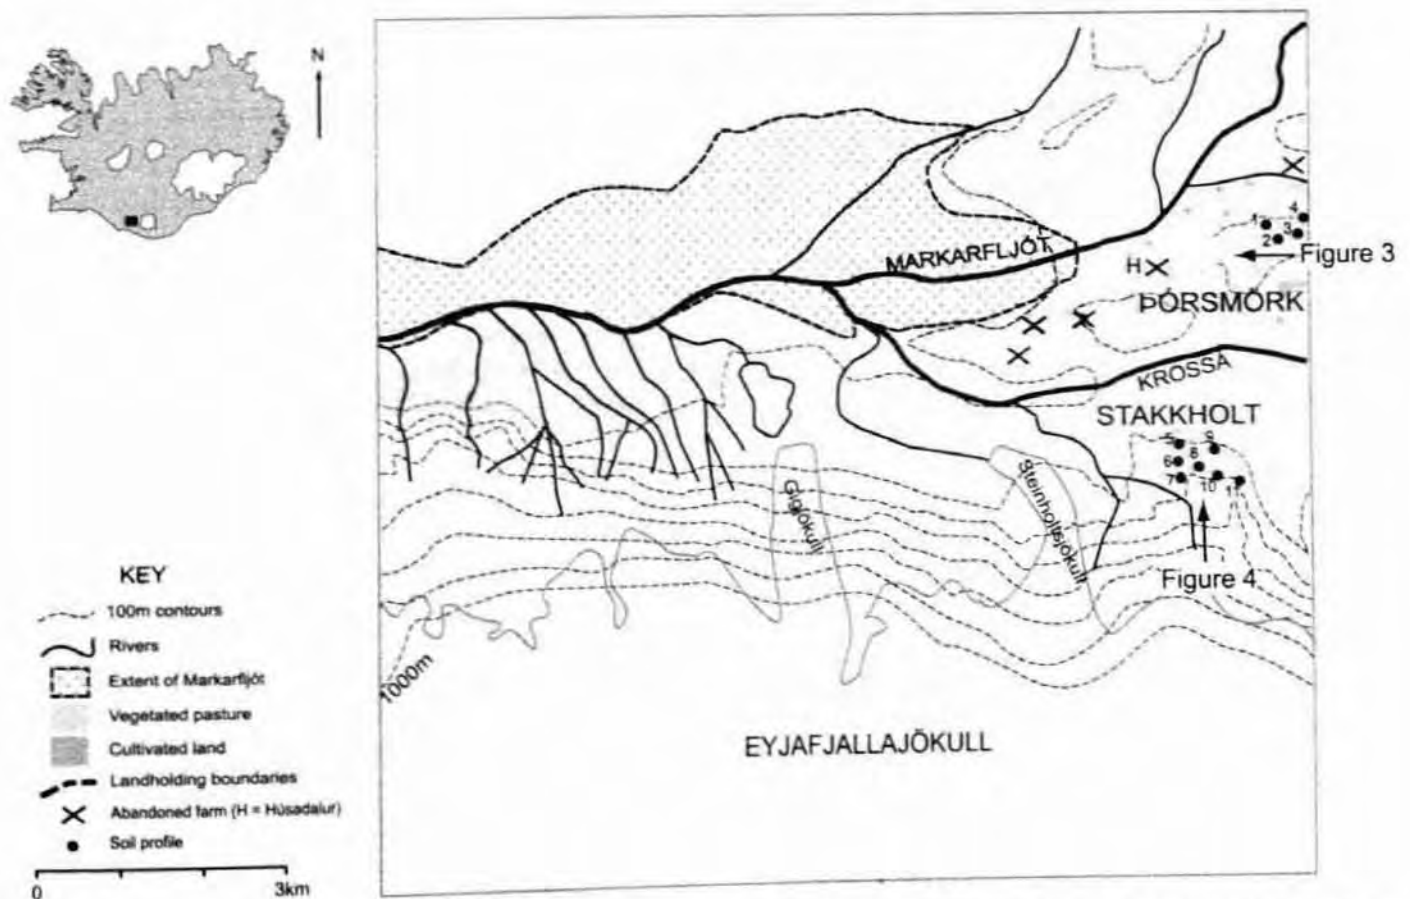 N
MARKARFLJÓT
1
4
2
3
Figure 3
H
ÞÓRSMÖRK
KROSSÁ
STAKKHOLT
5
9
6
8
7
10
11
Gígjökull
Steinholtsjökull
Figure 4
1000m
EYJAFJALLAJÖKULL
KEY
100m contours
Rivers
Extent of Markarfljót
Vegetated pasture
Cultivated land
Landholding boundaries
Abandoned farm (H = Húsadalur)
Soil profile
0 3km